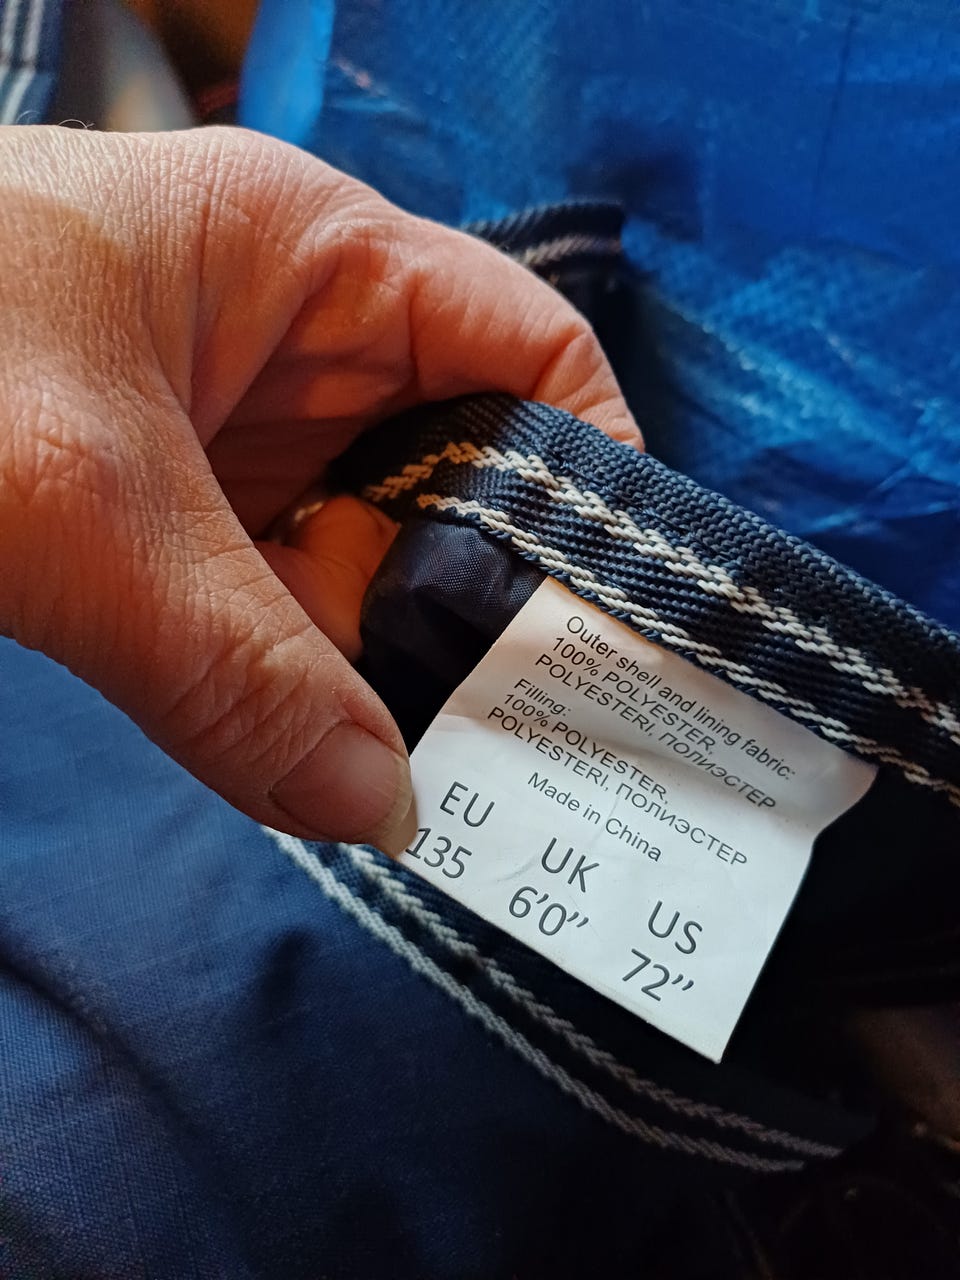 Outer shell and lining fabric:
100% POLYESTER,
POLYESTERI, ПОЛИЭСТЕР
Filling:
100% POLYESTER,
POLYESTERI, ПОЛИЭСТЕР
Made in China
EU UK US
135 6'0’’ 72’’